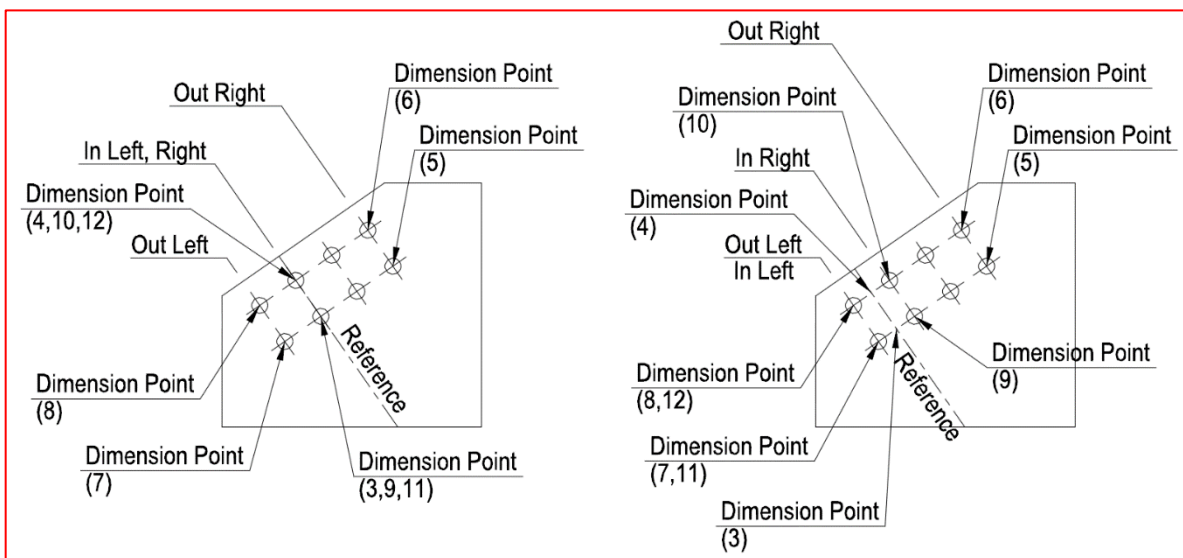 Out Right
Dimension Point
(6)
In Left, Right
Dimension Point
(5)
Dimension Point
(4,10,12)
Out Left
Reference
Dimension Point
(8)
Dimension Point
(7)
Dimension Point
(3,9,11)
Out Right
Dimension Point
(6)
Dimension Point
(10)
In Right
Dimension Point
(5)
Dimension Point
(4)
Out Left
In Left
Reference
Dimension Point
(9)
Dimension Point
(8,12)
Dimension Point
(7,11)
Dimension Point
(3)